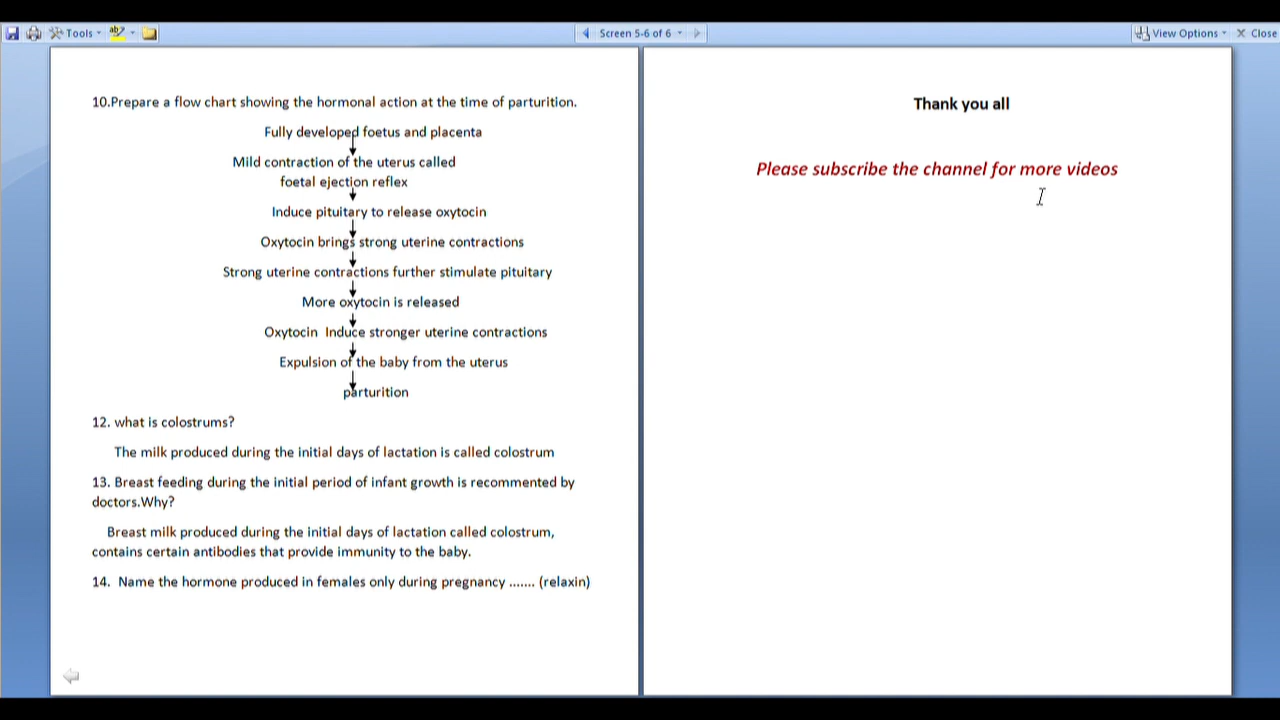 Tools
Screen 5-6 of 6
View Options
Close
10.Prepare a flow chart showing the hormonal action at the time of parturition.
Fully developed foetus and placenta
Mild contraction of the uterus called
foetal ejection reflex
Induce pituitary to release oxytocin
Oxytocin brings strong uterine contractions
Strong uterine contractions further stimulate pituitary
More oxytocin is released
Oxytocin Induce stronger uterine contractions
Expulsion of the baby from the uterus
parturition
12. what is colostrums?
The milk produced during the initial days of lactation is called colostrum
13. Breast feeding during the initial period of infant growth is recommented by
doctors.Why?
Breast milk produced during the initial days of lactation called colostrum,
contains certain antibodies that provide immunity to the baby.
14. Name the hormone produced in females only during pregnancy ....... (relaxin)
Thank you all
Please subscribe the channel for more videos